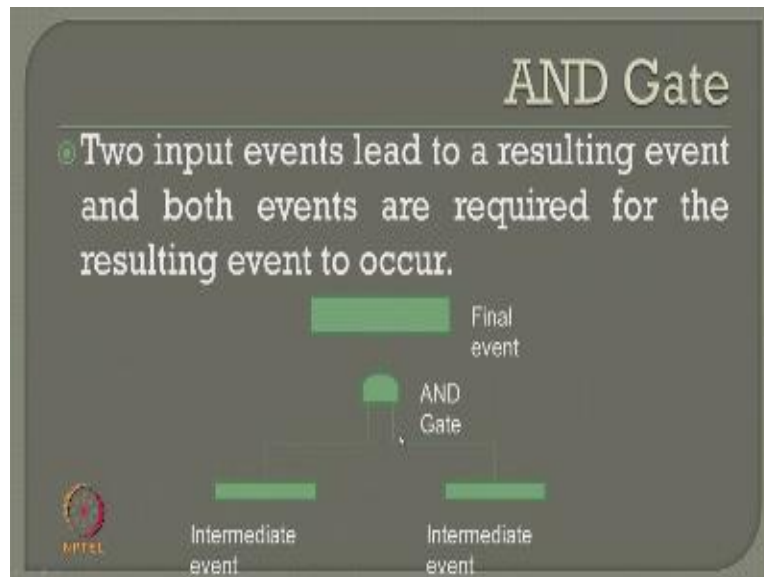 AND Gate
Two input events lead to a resulting event
and both events are required for the
resulting event to occur.
Final
event
AND
Gate
Intermediate
event
Intermediate
event
NPTEL